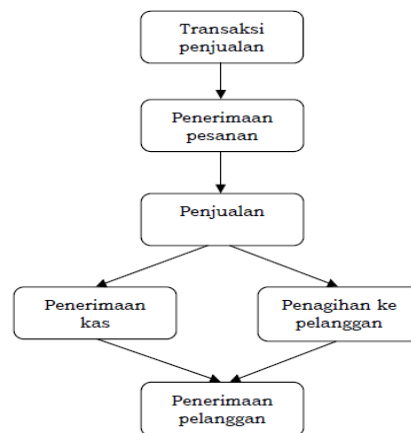 Transaksi
penjualan
Penerimaan
pesanan
Penjualan
Penerimaan
kas
Penagihan ke
pelanggan
Penerimaan
pelanggan